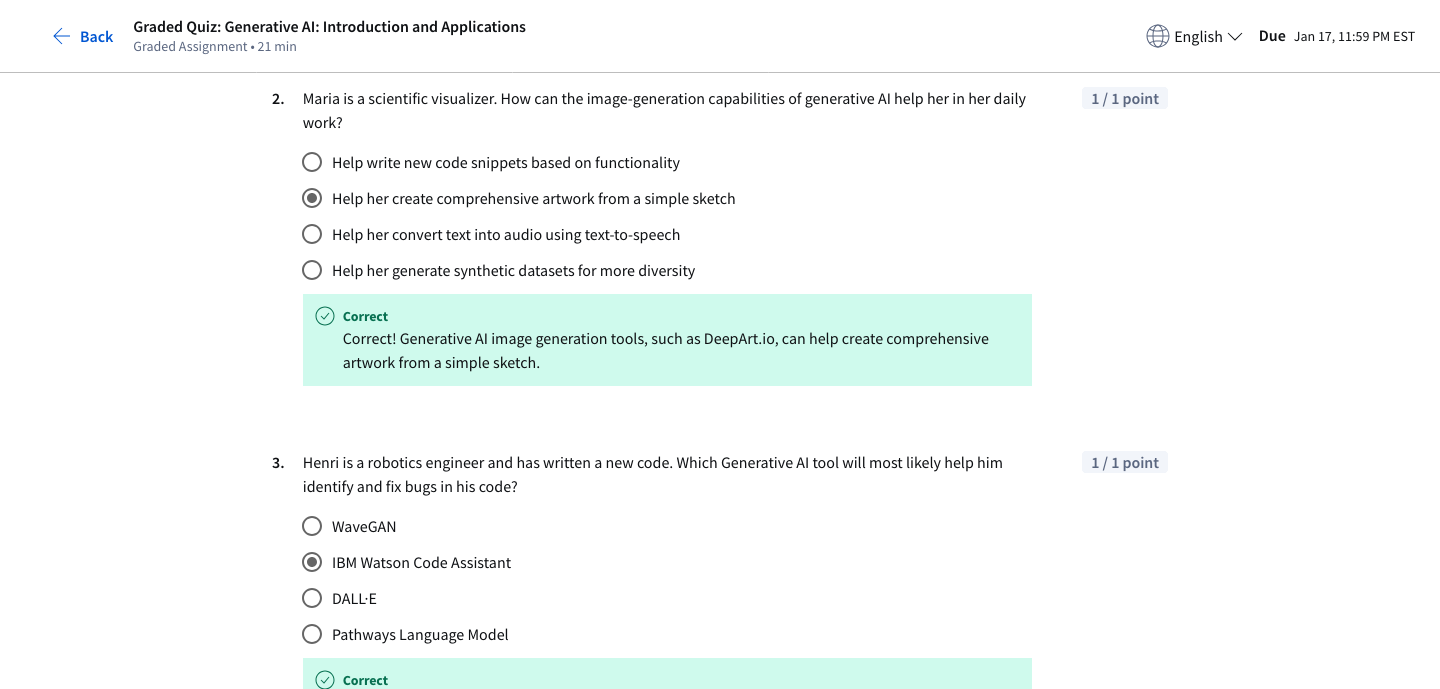 Back
Graded Quiz: Generative AI: Introduction and Applications
Graded Assignment • 21 min
English
Due Jan 17, 11:59 PM EST
2. Maria is a scientific visualizer. How can the image-generation capabilities of generative AI help her in her daily
work?
1 / 1 point
Help write new code snippets based on functionality
Help her create comprehensive artwork from a simple sketch
Help her convert text into audio using text-to-speech
Help her generate synthetic datasets for more diversity
Correct
Correct! Generative AI image generation tools, such as DeepArt.io, can help create comprehensive
artwork from a simple sketch.
3. Henri is a robotics engineer and has written a new code. Which Generative AI tool will most likely help him
identify and fix bugs in his code?
1 / 1 point
WaveGAN
IBM Watson Code Assistant
DALL·E
Pathways Language Model
Correct